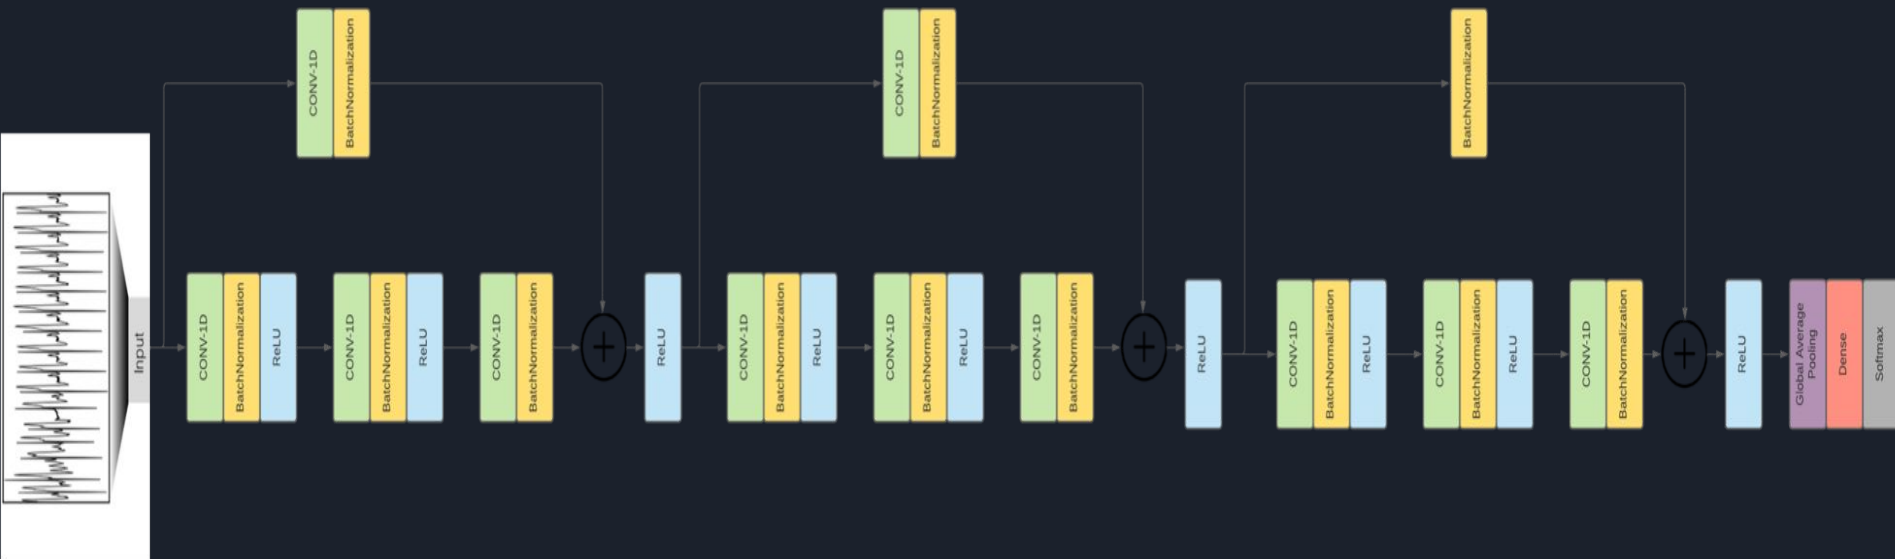 CONV-1D
BatchNormalization
CONV-1D
BatchNormalization
BatchNormalization
Input
CONV-1D
BatchNormalization
ReLU
CONV-1D
BatchNormalization
ReLU
CONV-1D
BatchNormalization
+
ReLU
CONV-1D
BatchNormalization
ReLU
CONV-1D
BatchNormalization
ReLU
CONV-1D
BatchNormalization
+
ReLU
CONV-1D
BatchNormalization
ReLU
CONV-1D
BatchNormalization
ReLU
CONV-1D
BatchNormalization
+
ReLU
Global Average
Pooling
Dense
Softmax